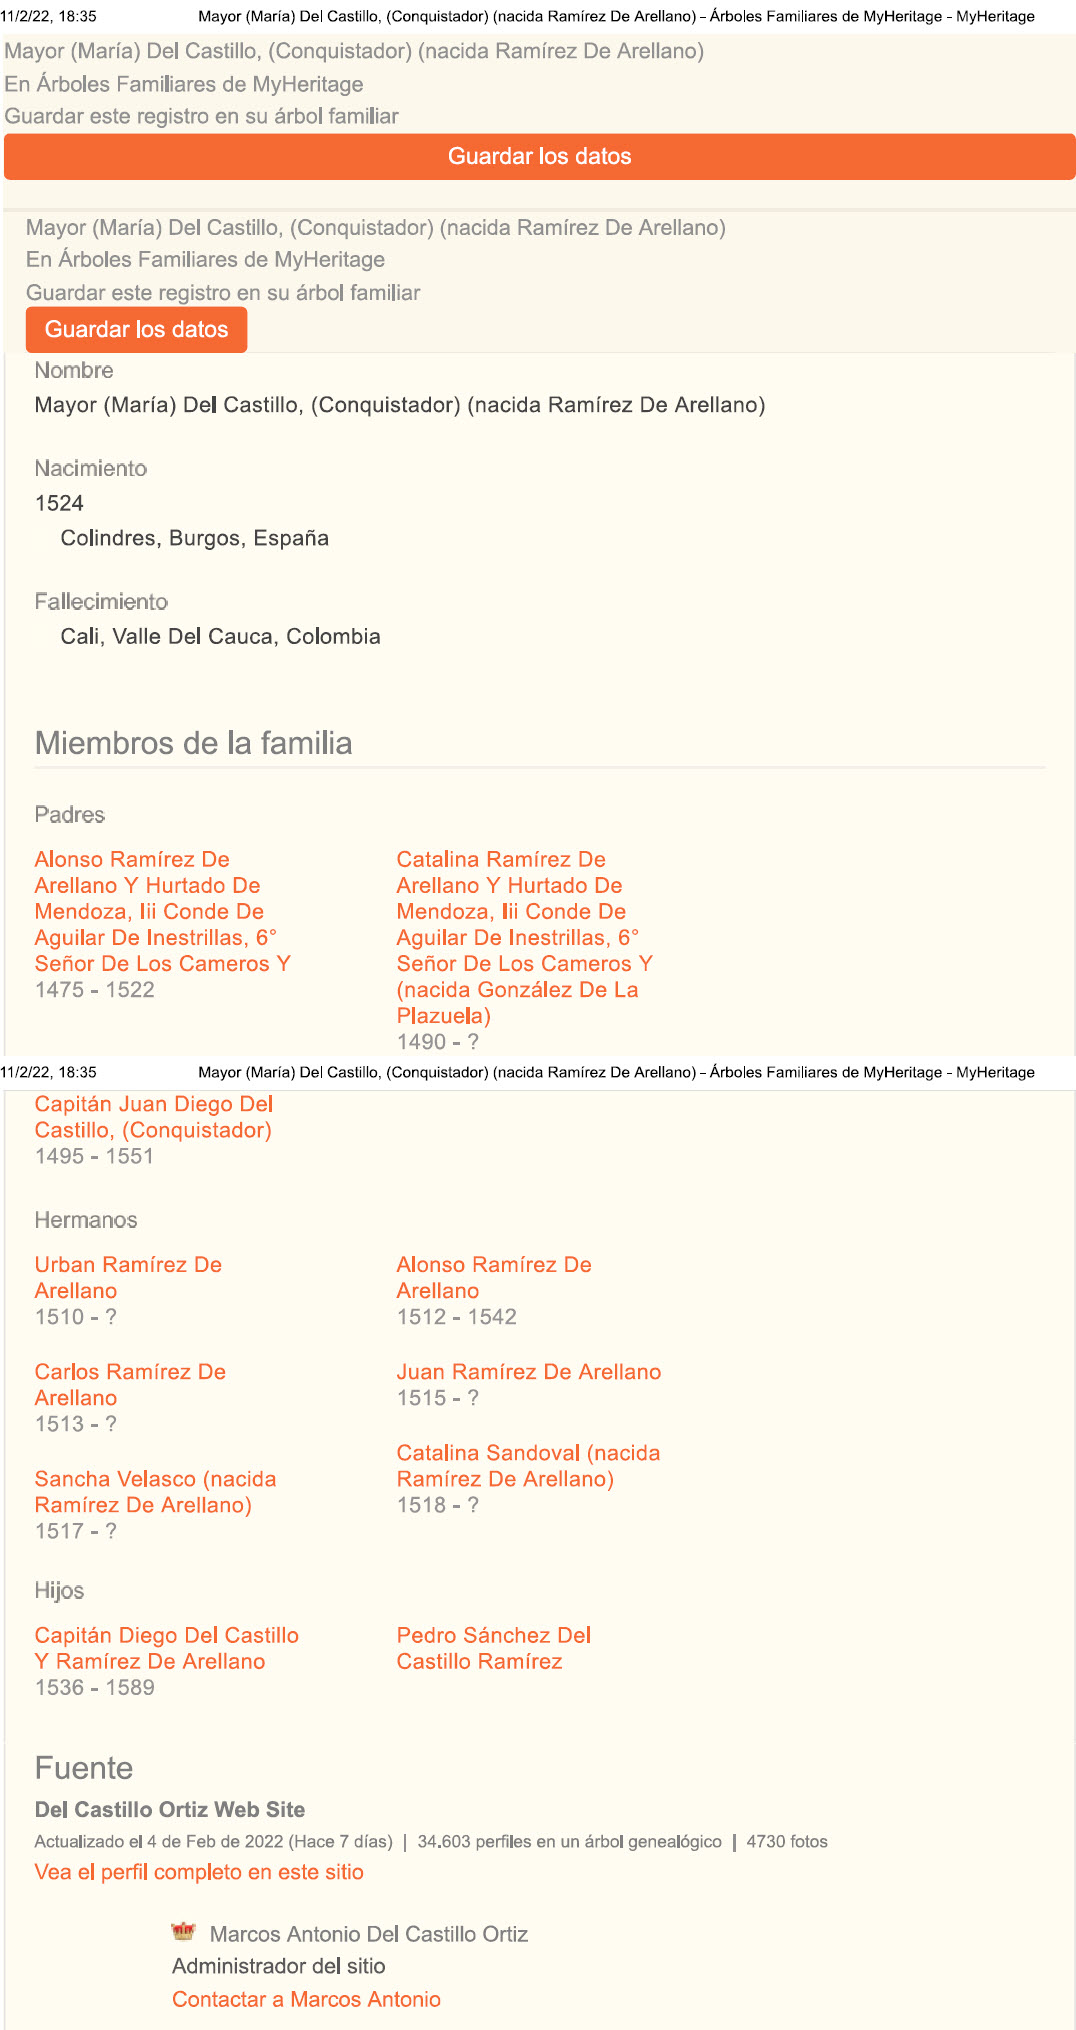 11/2/22, 18:35 Mayor (María) Del Castillo, (Conquistador) (nacida Ramírez De Arellano) - Árboles Familiares de MyHeritage - MyHeritage
Mayor (María) Del Castillo, (Conquistador) (nacida Ramírez De Arellano)
En Árboles Familiares de MyHeritage
Guardar este registro en su árbol familiar
Guardar los datos
Mayor (María) Del Castillo, (Conquistador) (nacida Ramírez De Arellano)
En Árboles Familiares de MyHeritage
Guardar este registro en su árbol familiar
Guardar los datos
Nombre
Mayor (María) Del Castillo, (Conquistador) (nacida Ramírez De Arellano)
Nacimiento
1524
Colindres, Burgos, España
Fallecimiento
Cali, Valle Del Cauca, Colombia
Miembros de la familia
Padres
Alonso Ramírez De
Arellano Y Hurtado De
Mendoza, Iii Conde De
Aguilar De Inestrillas, 6°
Señor De Los Cameros Y
1475 - 1522
Catalina Ramírez De
Arellano Y Hurtado De
Mendoza, Iii Conde De
Aguilar De Inestrillas, 6°
Señor De Los Cameros Y
(nacida González De La
Plazuela)
1490 - ?
11/2/22, 18:35 Mayor (María) Del Castillo, (Conquistador) (nacida Ramírez De Arellano) - Árboles Familiares de MyHeritage - MyHeritage
Capitán Juan Diego Del
Castillo, (Conquistador)
1495 - 1551
Hermanos
Urban Ramírez De
Arellano
1510 - ?
Alonso Ramírez De
Arellano
1512 - 1542
Carlos Ramírez De
Arellano
1513 - ?
Juan Ramírez De Arellano
1515 - ?
Sancha Velasco (nacida
Ramírez De Arellano)
1517 - ?
Catalina Sandoval (nacida
Ramírez De Arellano)
1518 - ?
Hijos
Capitán Diego Del Castillo
Y Ramírez De Arellano
1536 - 1589
Pedro Sánchez Del
Castillo Ramírez
Fuente
Del Castillo Ortiz Web Site
Actualizado el 4 de Feb de 2022 (Hace 7 días) | 34.603 perfiles en un árbol genealógico | 4730 fotos
Vea el perfil completo en este sitio
Marcos Antonio Del Castillo Ortiz
Administrador del sitio
Contactar a Marcos Antonio